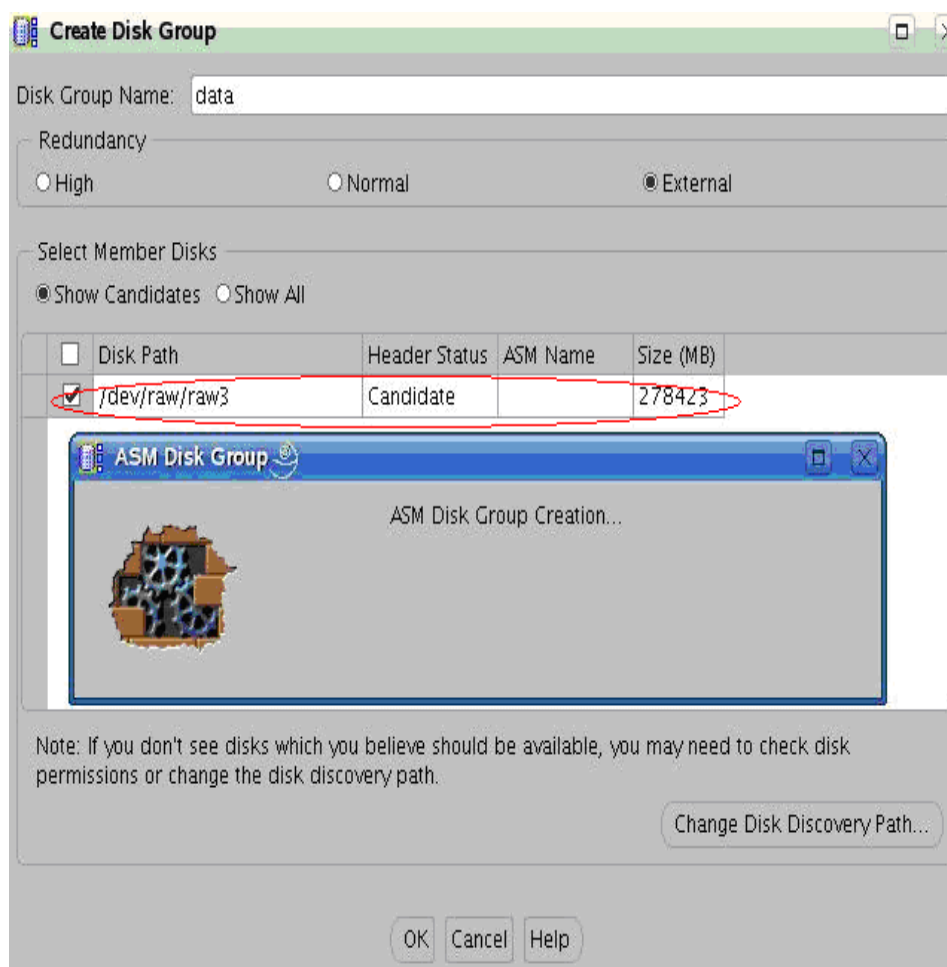 Create Disk Group
Disk Group Name: data
Redundancy
High Normal External
Select Member Disks
Show Candidates Show All
Disk Path Header Status ASM Name Size (MB)
/dev/raw/raw3 Candidate 278423
ASM Disk Group
ASM Disk Group Creation...
Note: If you don't see disks which you believe should be available, you may need to check disk
permissions or change the disk discovery path.
Change Disk Discovery Path...
OK Cancel Help